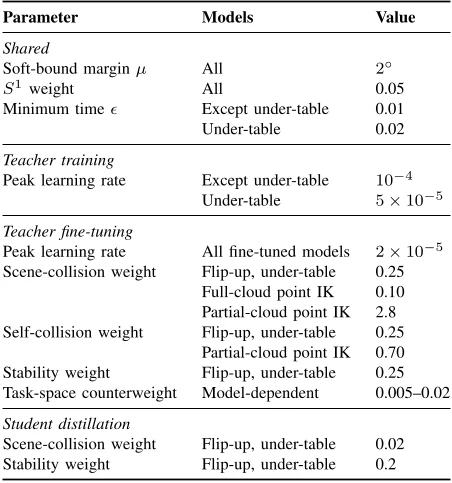 Parameter Models Value
Shared
Soft-bound margin μ All 2°
S¹ weight All 0.05
Minimum time ϵ Except under-table 0.01
Under-table 0.02
Teacher training
Peak learning rate Except under-table 10⁻⁴
Under-table 5 × 10⁻⁵
Teacher fine-tuning
Peak learning rate All fine-tuned models 2 × 10⁻⁵
Scene-collision weight Flip-up, under-table 0.25
Full-cloud point IK 0.10
Partial-cloud point IK 2.8
Self-collision weight Flip-up, under-table 0.25
Partial-cloud point IK 0.70
Stability weight Flip-up, under-table 0.25
Task-space counterweight Model-dependent 0.005–0.02
Student distillation
Scene-collision weight Flip-up, under-table 0.02
Stability weight Flip-up, under-table 0.2